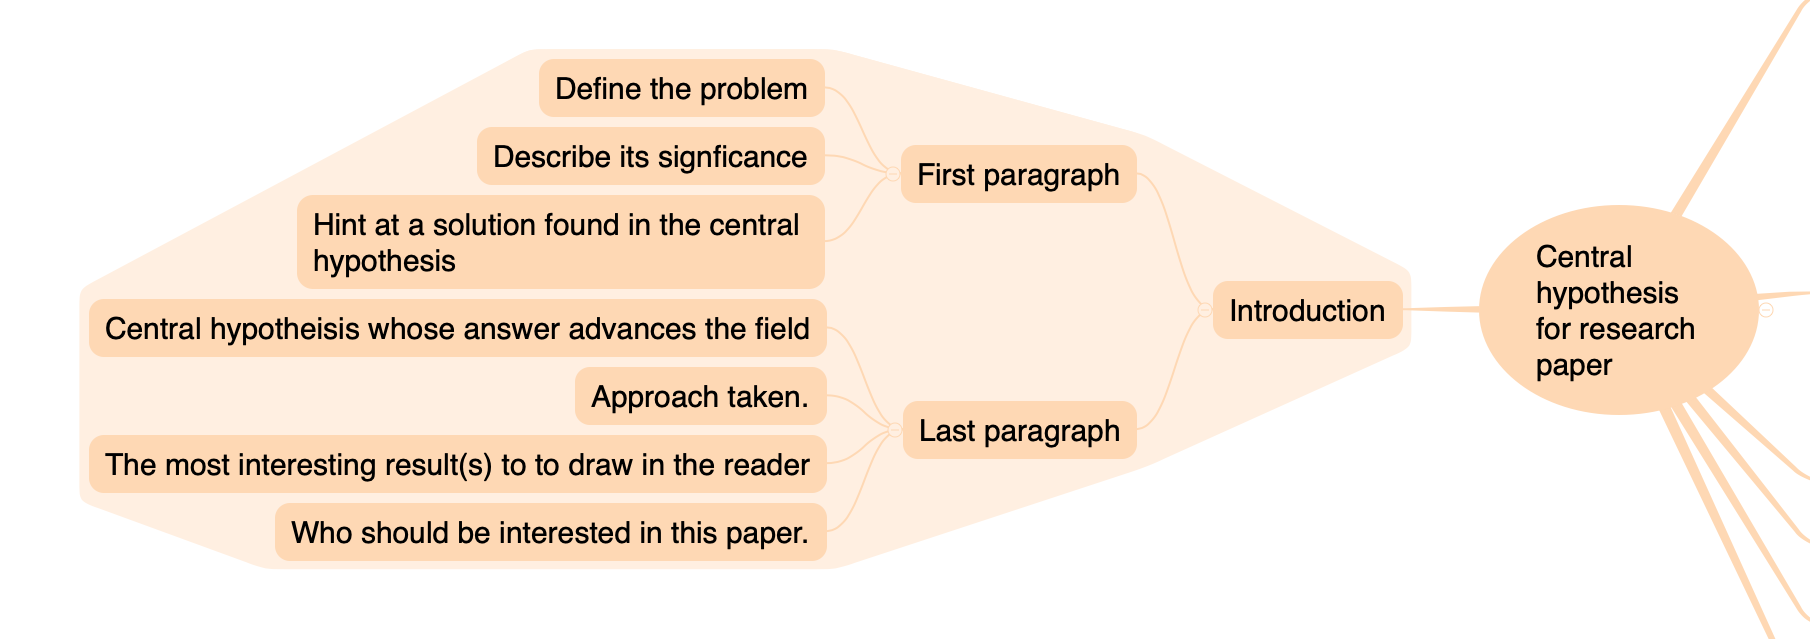 Define the problem
Describe its signficance
Hint at a solution found in the central
hypothesis
First paragraph
Central hypotheisis whose answer advances the field
Approach taken.
The most interesting result(s) to to draw in the reader
Who should be interested in this paper.
Last paragraph
Introduction
Central
hypothesis
for research
paper